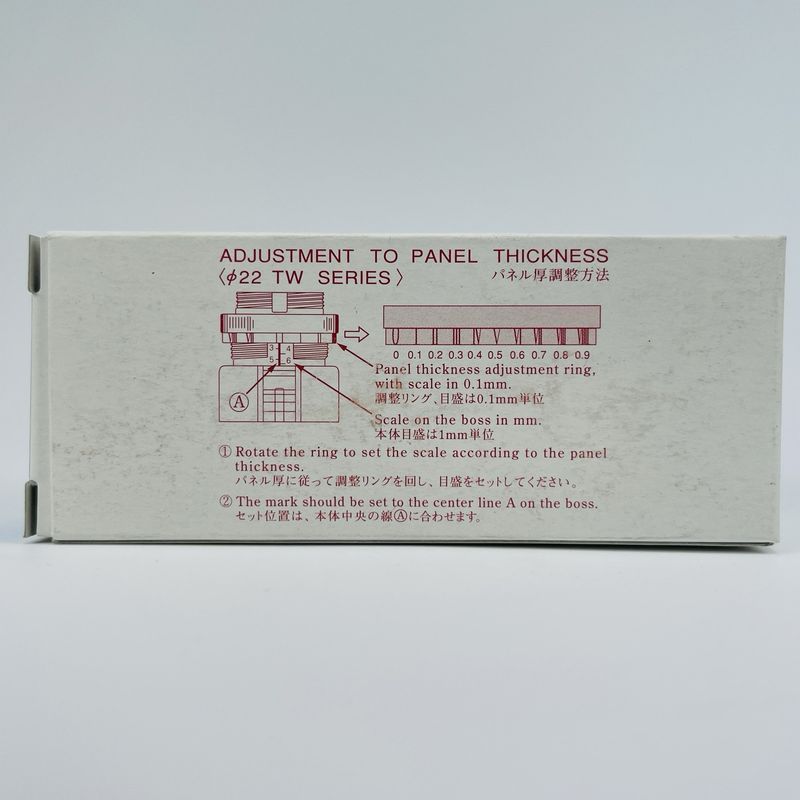 ADJUSTMENT TO PANEL THICKNESS
〈φ22 TW SERIES〉 パネル厚調整方法
3 4
5 6
0 0.1 0.2 0.3 0.4 0.5 0.6 0.7 0.8 0.9
Panel thickness adjustment ring,
with scale in 0.1mm.
調整リング、目盛は0.1mm単位
A
Scale on the boss in mm.
本体目盛は1mm単位
① Rotate the ring to set the scale according to the panel
thickness.
パネル厚に従って調整リングを回し、目盛をセットしてください。
② The mark should be set to the center line A on the boss.
セット位置は、本体中央の線Ⓐに合わせます。